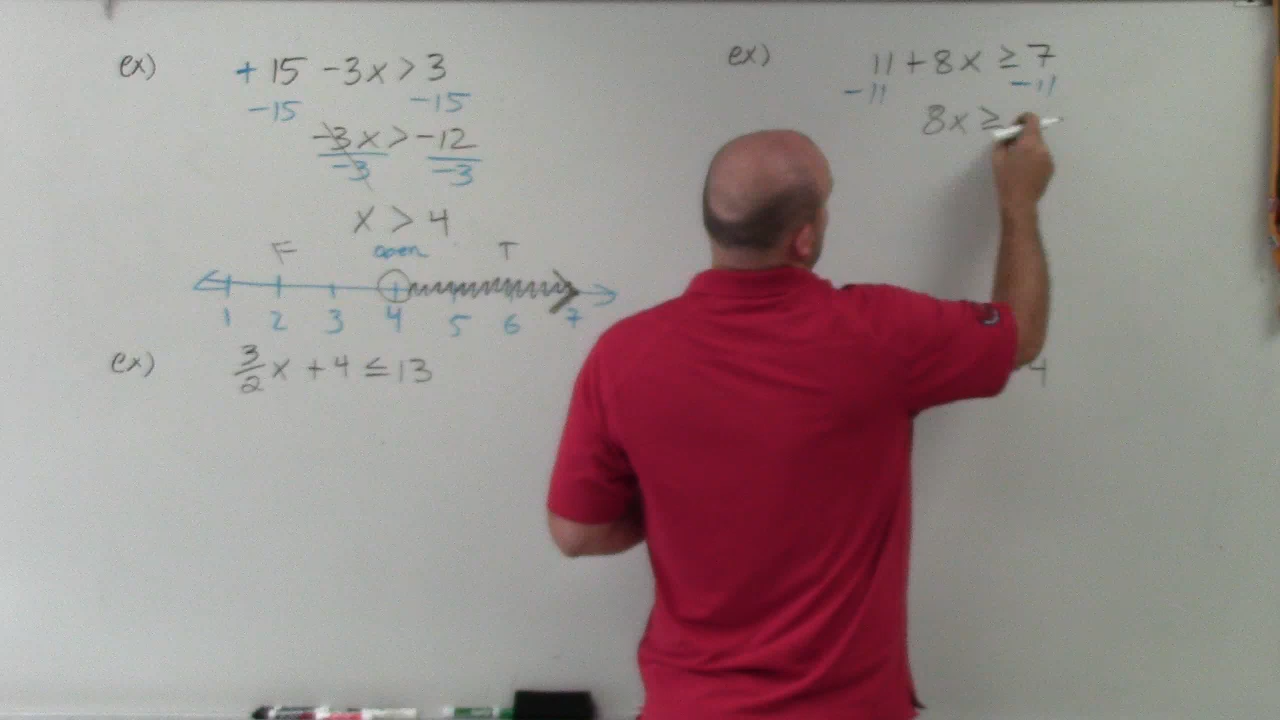 ex) + 15 - 3x > 3
-15 -15
-3x > -12
-3 -3
x > 4
F open T
1 2 3 4 5 6 7
ex) 3/2 x + 4 ≤ 13
ex) 11 + 8x ≥ 7
-11 -11
8x ≥
4